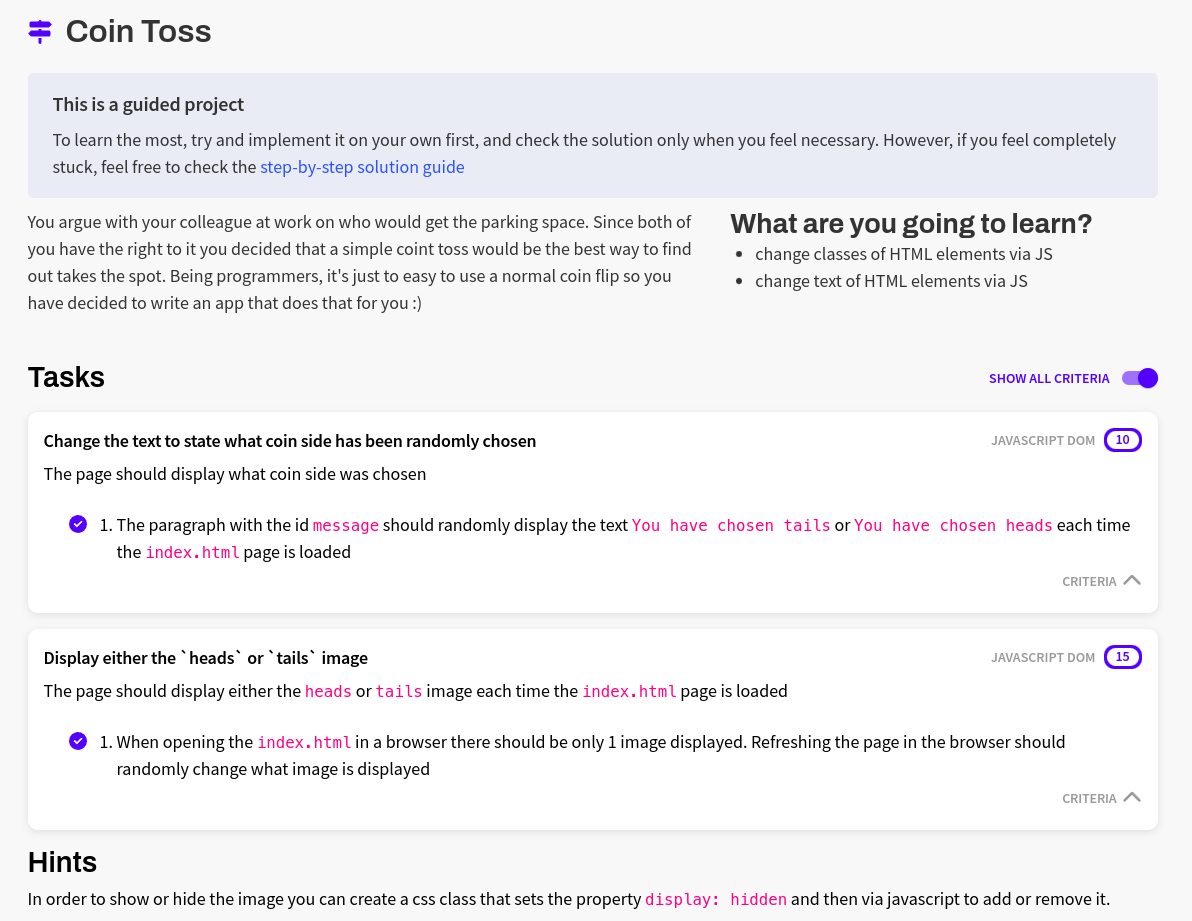 Coin Toss
This is a guided project
To learn the most, try and implement it on your own first, and check the solution only when you feel necessary. However, if you feel completely
stuck, feel free to check the step-by-step solution guide
You argue with your colleague at work on who would get the parking space. Since both of
you have the right to it you decided that a simple coint toss would be the best way to find
out takes the spot. Being programmers, it's just to easy to use a normal coin flip so you
have decided to write an app that does that for you :)
What are you going to learn?
• change classes of HTML elements via JS
• change text of HTML elements via JS
Tasks
SHOW ALL CRITERIA
Change the text to state what coin side has been randomly chosen
JAVASCRIPT DOM 10
The page should display what coin side was chosen
1. The paragraph with the id message should randomly display the text You have chosen tails or You have chosen heads each time
the index.html page is loaded
CRITERIA
Display either the `heads` or `tails` image
JAVASCRIPT DOM 15
The page should display either the heads or tails image each time the index.html page is loaded
1. When opening the index.html in a browser there should be only 1 image displayed. Refreshing the page in the browser should
randomly change what image is displayed
CRITERIA
Hints
In order to show or hide the image you can create a css class that sets the property display: hidden and then via javascript to add or remove it.